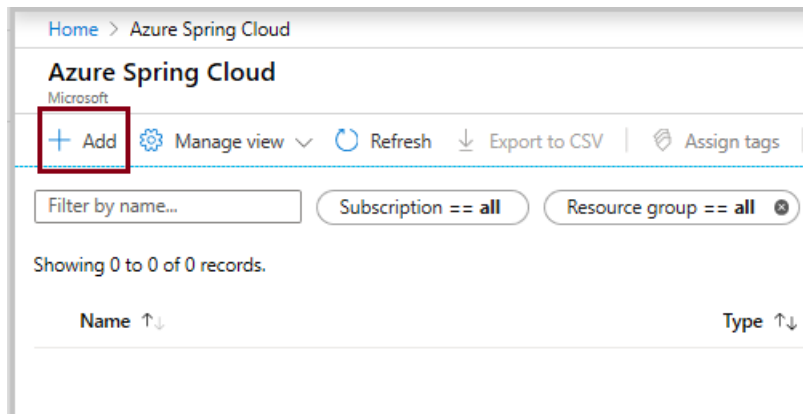 Home > Azure Spring Cloud
Azure Spring Cloud
Microsoft
+ Add Manage view Refresh Export to CSV Assign tags
Filter by name... Subscription == all Resource group == all
Showing 0 to 0 of 0 records.
Name ↑↓ Type ↑↓